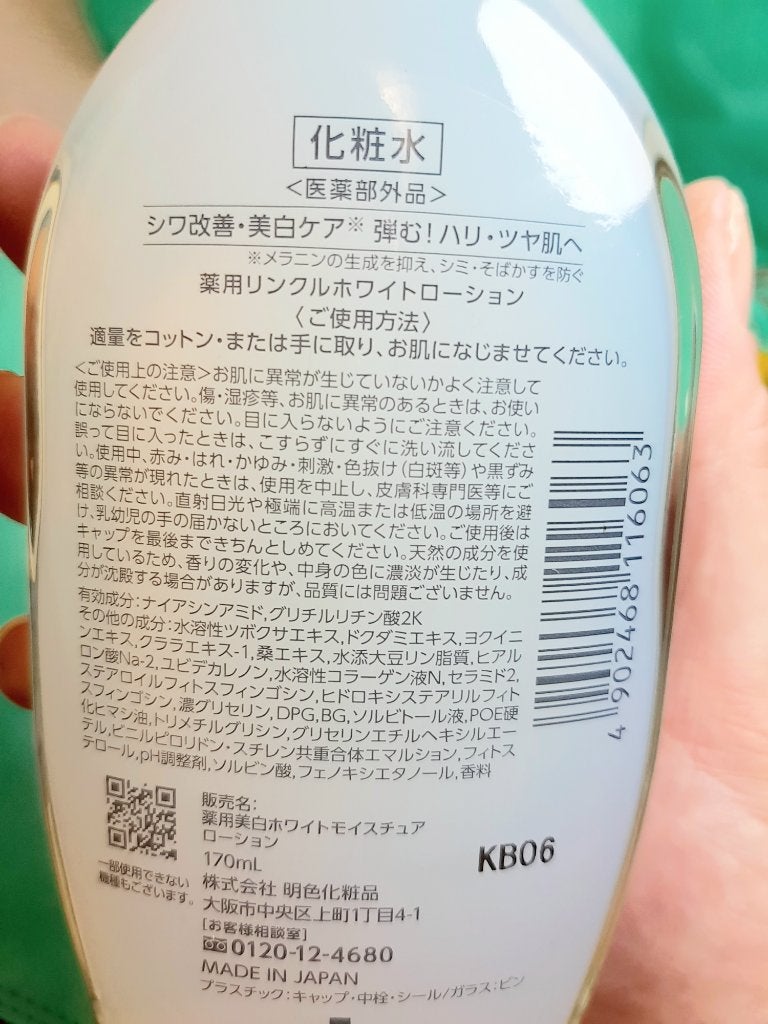 化粧水
<医薬部外品>
シワ改善・美白ケア※ 弾む!ハリ・ツヤ肌へ
※メラニンの生成を抑え、シミ・そばかすを防ぐ
薬用リンクルホワイトローション
〈ご使用方法〉
適量をコットン・または手に取り、お肌になじませてください。
<ご使用上の注意>お肌に異常が生じていないかよく注意して
使用してください。傷・湿疹等、お肌に異常のあるときは、お使い
にならないでください。目に入らないようにご注意ください。
誤って目に入ったときは、こすらずにすぐに洗い流してくださ
い。使用中、赤み・はれ・かゆみ・刺激・色抜け(白斑等)や黒ずみ
等の異常が現れたときは、使用を中止し、皮膚科専門医等にご
相談ください。直射日光や極端に高温または低温の場所を避
け、乳幼児の手の届かないところにおいてください。ご使用後は
キャップを最後まできちんとしめてください。天然の成分を使
用しているため、香りの変化や、中身の色に濃淡が生じたり、成
分が沈殿する場合がありますが、品質には問題ございません。
有効成分:ナイアシンアミド,グリチルリチン酸2K
その他の成分:水溶性ツボクサエキス,ドクダミエキス,ヨクイニ
ンエキス,クララエキス-1,桑エキス,水添大豆リン脂質,ヒアル
ロン酸Na-2,ユビデカレノン,水溶性コラーゲン液N,セラミド2,
ステアロイルフィトスフィンゴシン,ヒドロキシステアリルフィト
スフィンゴシン,濃グリセリン,DPG,BG,ソルビトール液,POE硬
化ヒマシ油,トリメチルグリシン,グリセリンエチルヘキシルエー
テル,ビニルピロリドン・スチレン共重合体エマルション,フィトス
テロール,pH調整剤,ソルビン酸,フェノキシエタノール,香料
4 902468 116063
販売名:
薬用美白ホワイトモイスチュア
ローション
170mL
KB06
一部使用できない
機種もございます。
株式会社 明色化粧品
大阪市中央区上町1丁目4-1
[お客様相談室]
0120-12-4680
MADE IN JAPAN
プラスチック:キャップ・中栓・シール/ガラス:ビン